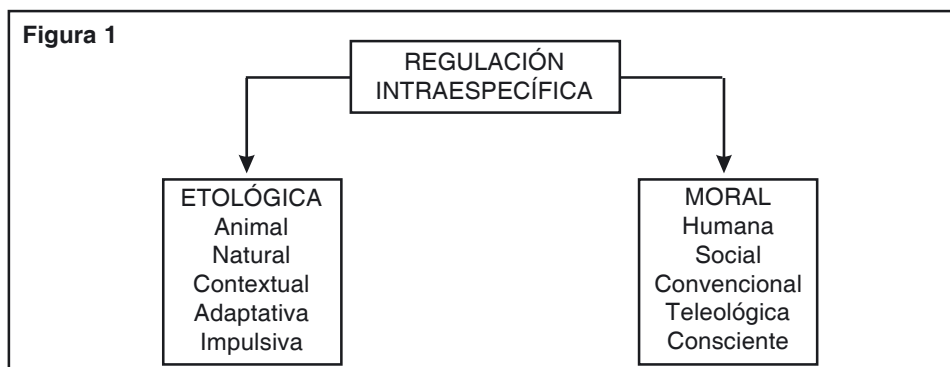 Figura 1
REGULACIÓN
INTRAESPECÍFICA
ETOLÓGICA
Animal
Natural
Contextual
Adaptativa
Impulsiva
MORAL
Humana
Social
Convencional
Teleológica
Consciente